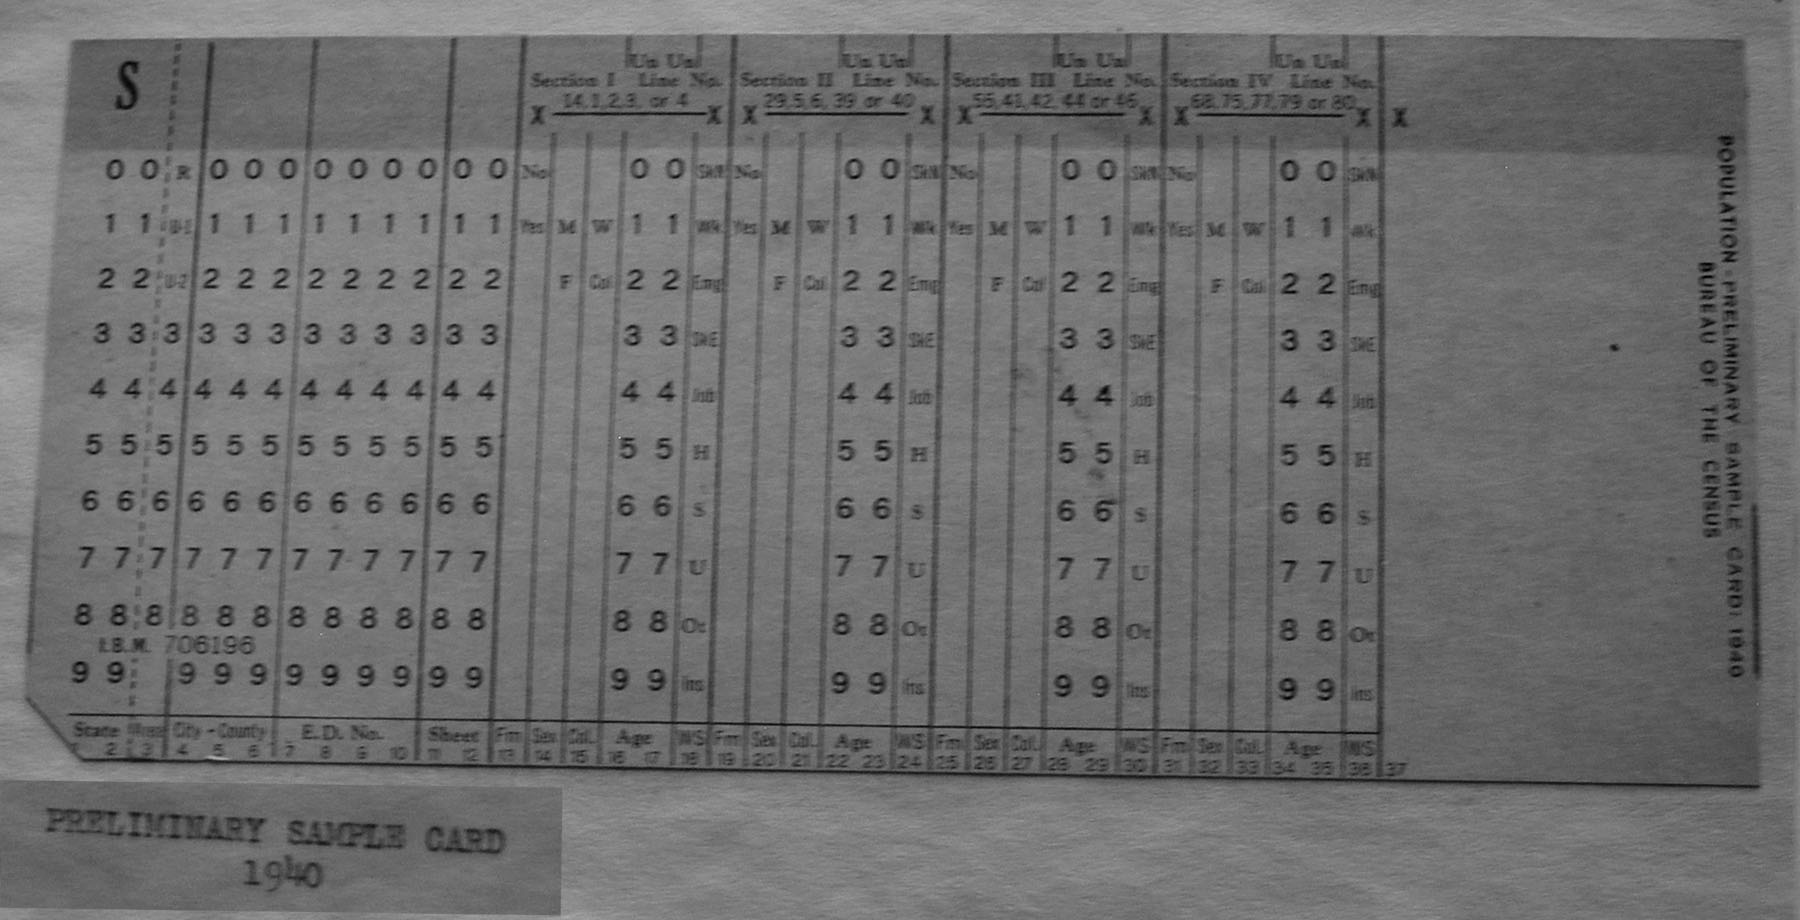 S
Un Un Un Un Un Un Un Un
Section I Line No. Section II Line No. Section III Line No. Section IV Line No.
14,1,2,3, or 4 29,5,6, 39 or 40 55,41,42,44 or 46 68,75,77,79 or 80
X X X X X X X X X
0 0 R 0 0 0 0 0 0 0 0 0 No 0 0 No 0 0 No 0 0 No 0 0
1 1 U-1 1 1 1 1 1 1 1 1 1 Yes M W 1 1 Wk Yes M W 1 1 Wk Yes M W 1 1 Wk Yes M W 1 1 Wk
2 2 U-2 2 2 2 2 2 2 2 2 2 F Col 2 2 Emg F Col 2 2 Emg F Col 2 2 Emg F Col 2 2 Emg
3 3 3 3 3 3 3 3 3 3 3 3 3 3 SWE 3 3 SWE 3 3 SWE 3 3 SWE
4 4 4 4 4 4 4 4 4 4 4 4 4 4 Job 4 4 Job 4 4 Job 4 4 Job
5 5 5 5 5 5 5 5 5 5 5 5 5 5 H 5 5 H 5 5 H 5 5 H
6 6 6 6 6 6 6 6 6 6 6 6 6 6 S 6 6 S 6 6 S 6 6 S
7 7 7 7 7 7 7 7 7 7 7 7 7 7 U 7 7 U 7 7 U 7 7 U
8 8 8 8 8 8 8 8 8 8 8 8 8 8 Ot 8 8 Ot 8 8 Ot 8 8 Ot
I.B.M. 706196
9 9 9 9 9 9 9 9 9 9 9 9 9 Ins 9 9 Ins 9 9 Ins 9 9 Ins
State City - County E.D. No. Sheet Fm Sex Col. Age WS Fm Sex Col. Age WS Fm Sex Col. Age WS Fm Sex Col. Age WS
1 2 3 4 5 6 7 8 9 10 11 12 13 14 15 16 17 18 19 20 21 22 23 24 25 26 27 28 29 30 31 32 33 34 35 36 37
POPULATION - PRELIMINARY SAMPLE CARD: 1940
BUREAU OF THE CENSUS
PRELIMINARY SAMPLE CARD
1940